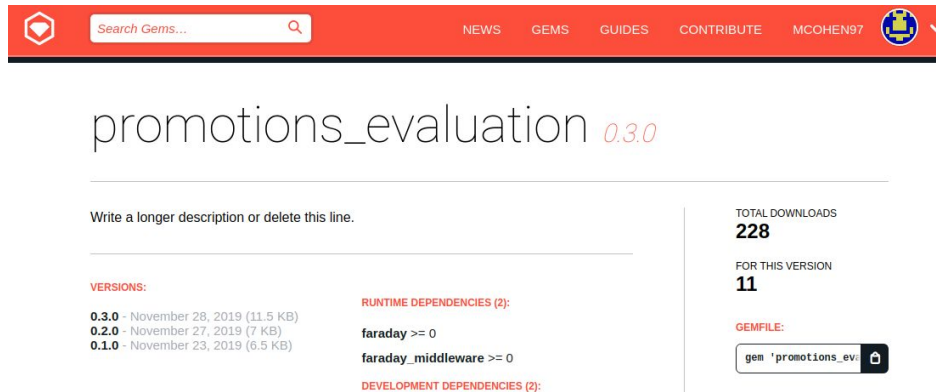 Search Gems...
NEWS GEMS GUIDES CONTRIBUTE MCOHEN97
promotions_evaluation 0.3.0
Write a longer description or delete this line.
VERSIONS:
0.3.0 - November 28, 2019 (11.5 KB)
0.2.0 - November 27, 2019 (7 KB)
0.1.0 - November 23, 2019 (6.5 KB)
RUNTIME DEPENDENCIES (2):
faraday >= 0
faraday_middleware >= 0
DEVELOPMENT DEPENDENCIES (2):
TOTAL DOWNLOADS
228
FOR THIS VERSION
11
GEMFILE:
gem 'promotions_eva